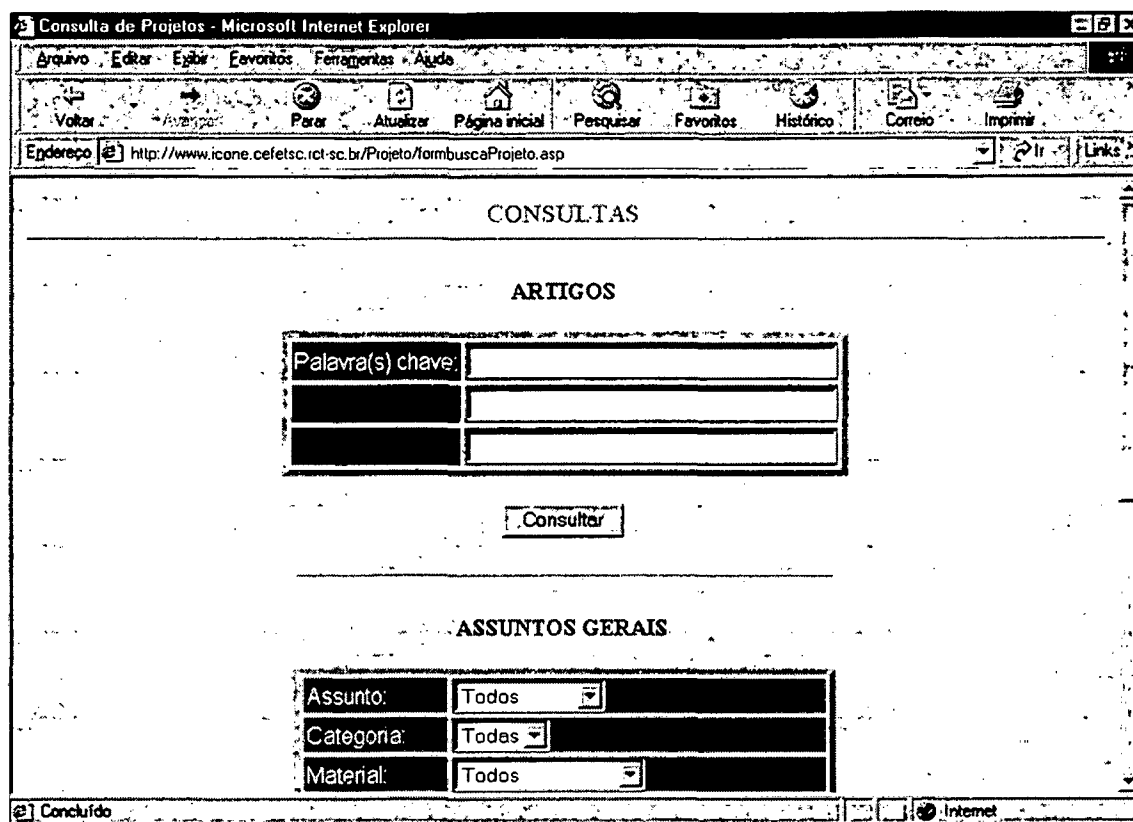 Consulta de Projetos - Microsoft Internet Explorer
Arquivo Editar Exibir Favoritos Ferramentas Ajuda
Voltar Avançar Parar Atualizar Página inicial Pesquisar Favoritos Histórico Correio Imprimir
Endereço http://www.icone.cefetsc.rct-sc.br/Projeto/formbuscaProjeto.asp Ir Links
CONSULTAS
ARTIGOS
Palavra(s) chave:
Consultar
ASSUNTOS GERAIS
Assunto: Todos
Categoria: Todas
Material: Todos
Concluído Internet